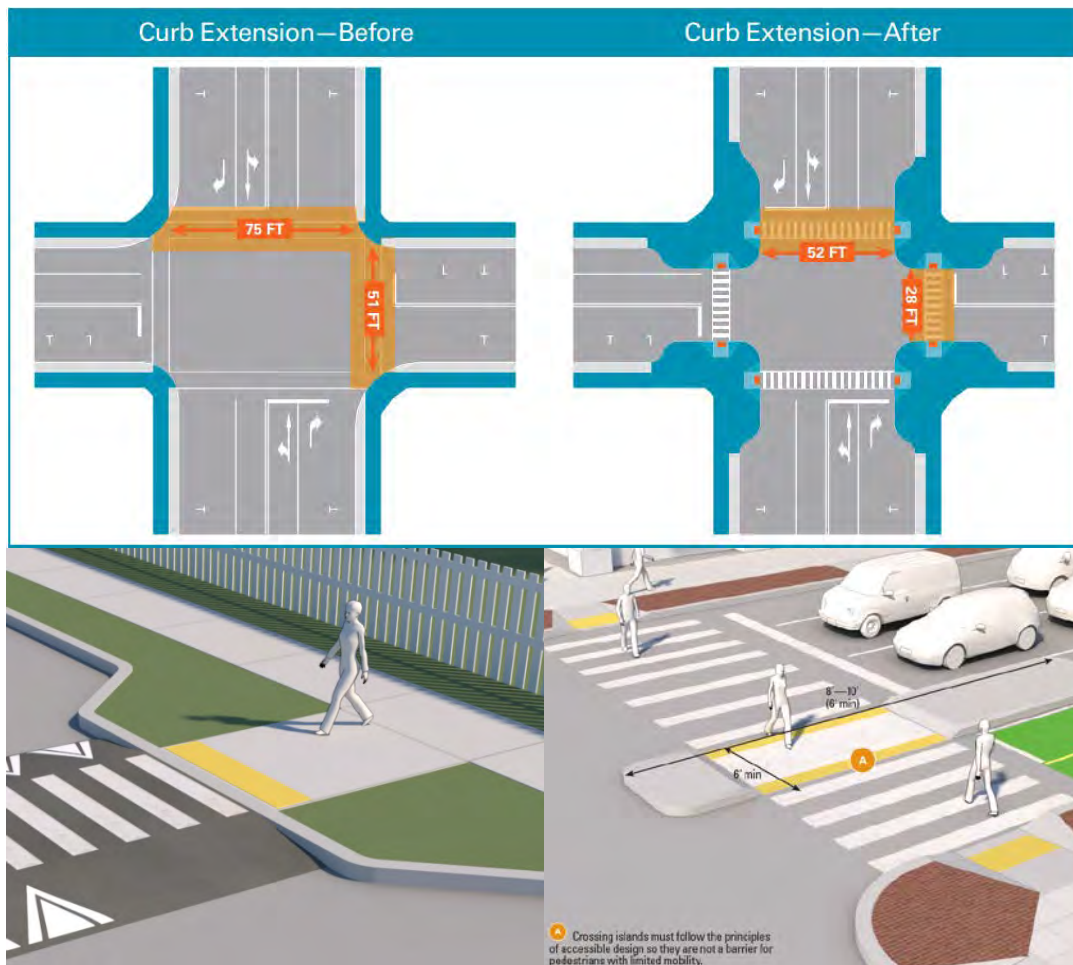 Curb Extension—Before
Curb Extension—After
75 FT
51 FT
52 FT
28 FT
8'—10'
(6' min)
6' min
A
A Crossing islands must follow the principles
of accessible design so they are not a barrier for
pedestrians with limited mobility.